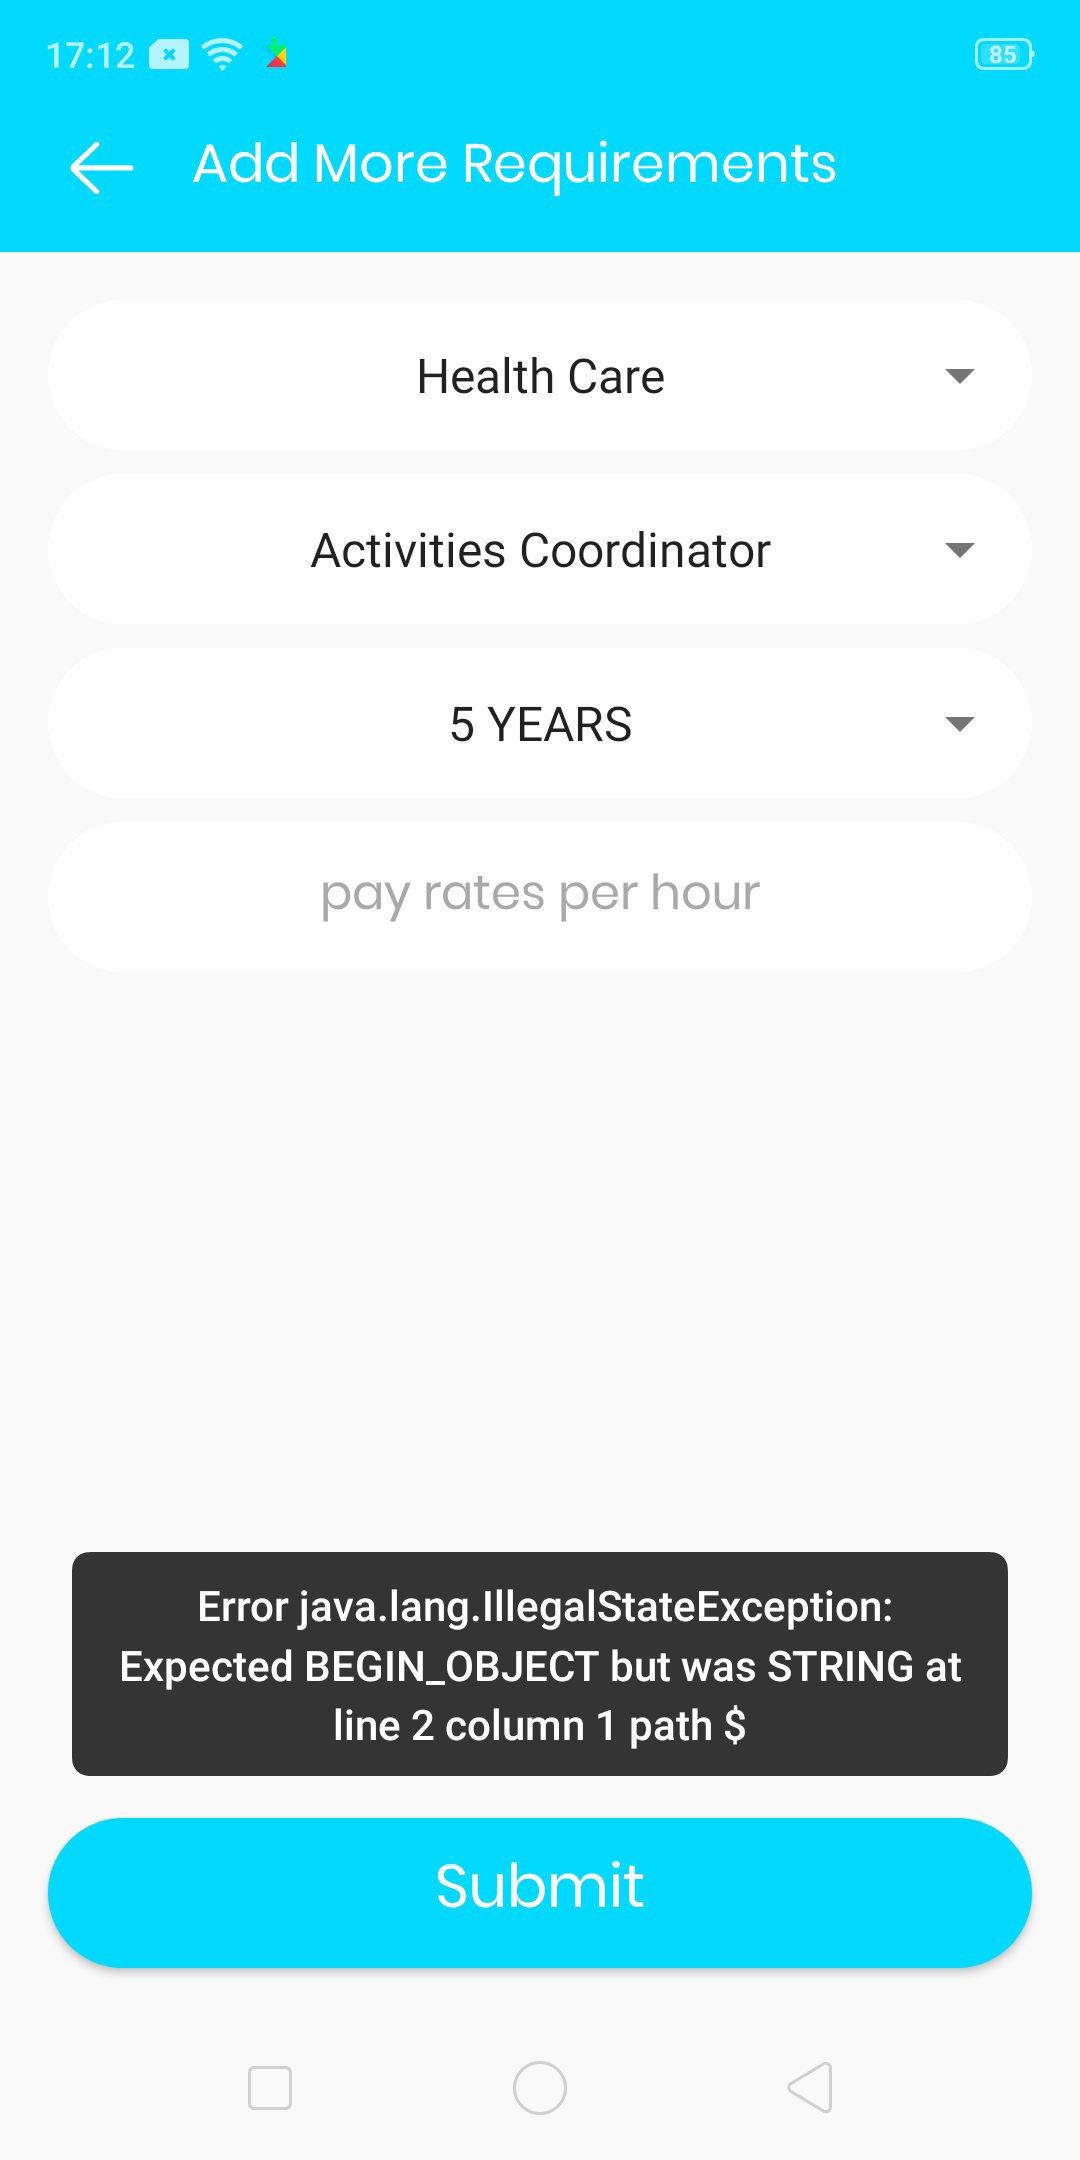 17:12
85
Add More Requirements
Health Care
Activities Coordinator
5 YEARS
pay rates per hour
Error java.lang.IllegalStateException:
Expected BEGIN_OBJECT but was STRING at
line 2 column 1 path $
Submit